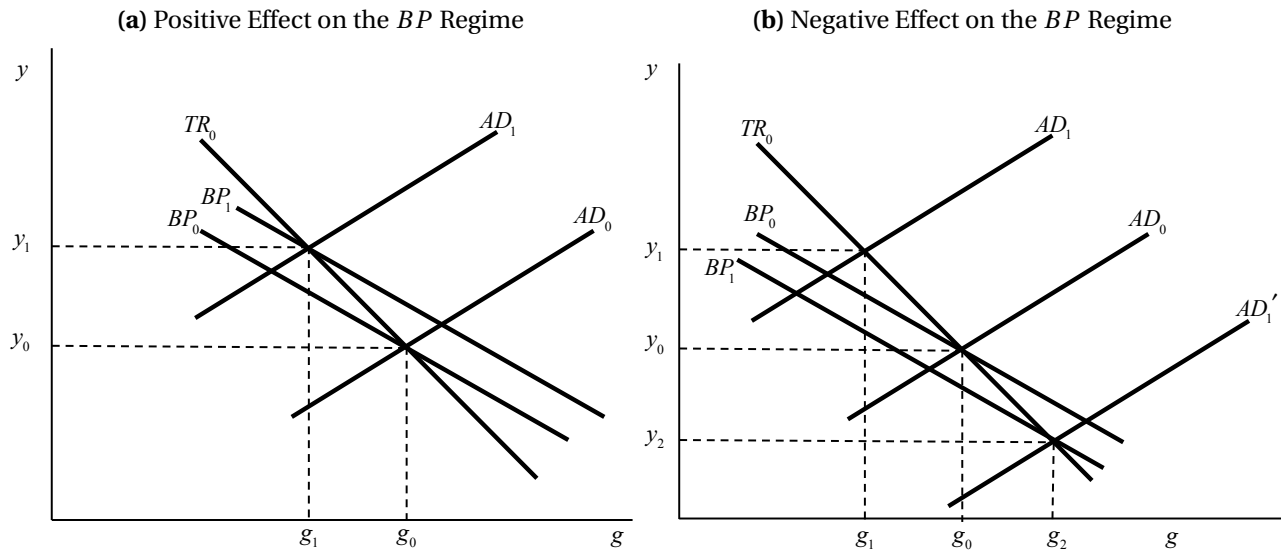 (a) Positive Effect on the BP Regime
y
TR₀
AD₁
BP₁
BP₀
AD₀
y₁
y₀
g₁
g₀
g
(b) Negative Effect on the BP Regime
y
TR₀
AD₁
BP₀
AD₀
BP₁
y₁
AD₁′
y₀
y₂
g₁
g₀
g₂
g